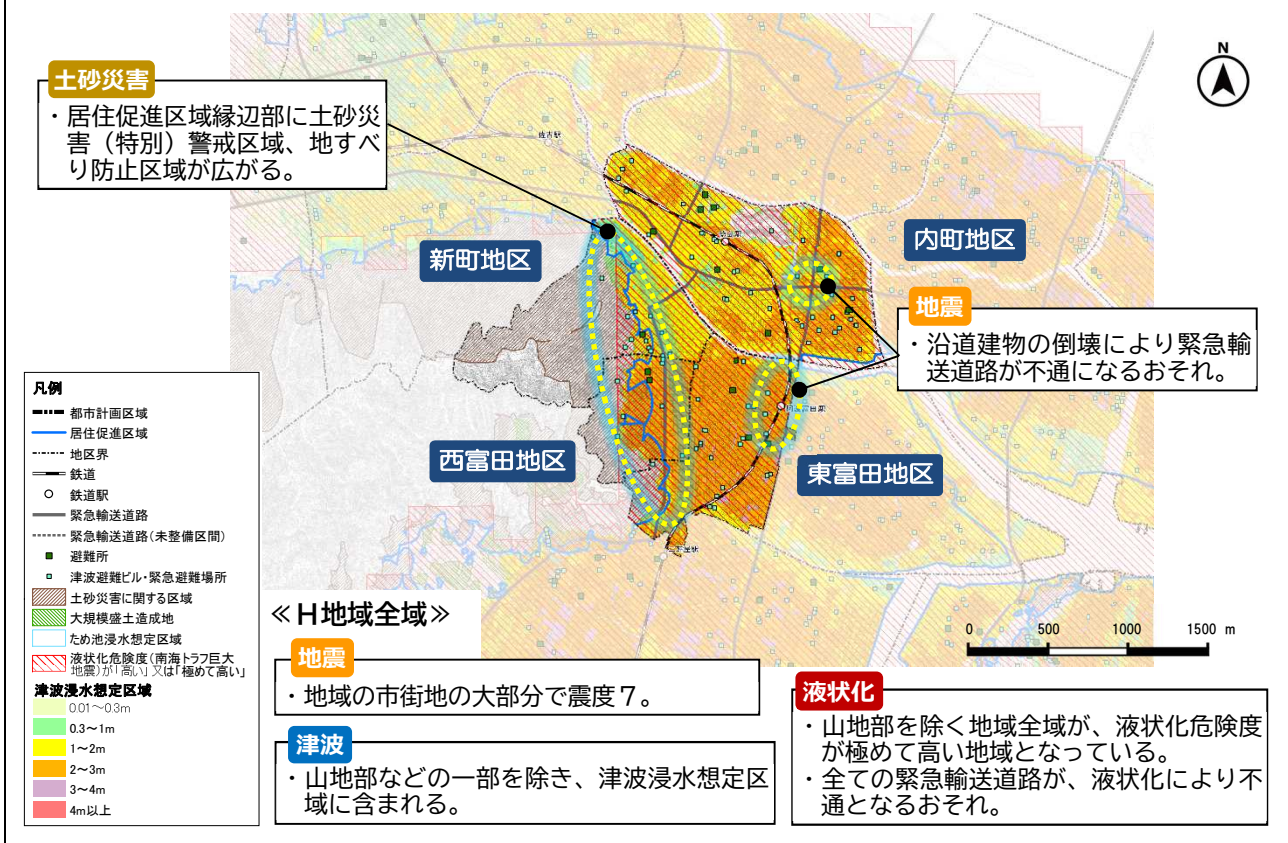 土砂災害
・居住促進区域縁辺部に土砂災
害（特別）警戒区域、地すべ
り防止区域が広がる。
N
佐古駅
新町地区
内町地区
地震
・沿道建物の倒壊により緊急輸
送道路が不通になるおそれ。
西富田地区
東富田地区
凡例
都市計画区域
居住促進区域
地区界
鉄道
鉄道駅
緊急輸送道路
緊急輸送道路（未整備区間）
避難所
津波避難ビル・緊急避難場所
土砂災害に関する区域
大規模盛土造成地
ため池浸水想定区域
液状化危険度（南海トラフ巨大
地震）が「高い」又は「極めて高い」
津波浸水想定区域
0.01～0.3m
0.3～1m
1～2m
2～3m
3～4m
4m以上
≪H地域全域≫
地震
・地域の市街地の大部分で震度７。
津波
・山地部などの一部を除き、津波浸水想定区
域に含まれる。
0 500 1000 1500 m
液状化
・山地部を除く地域全域が、液状化危険度
が極めて高い地域となっている。
・全ての緊急輸送道路が、液状化により不
通となるおそれ。